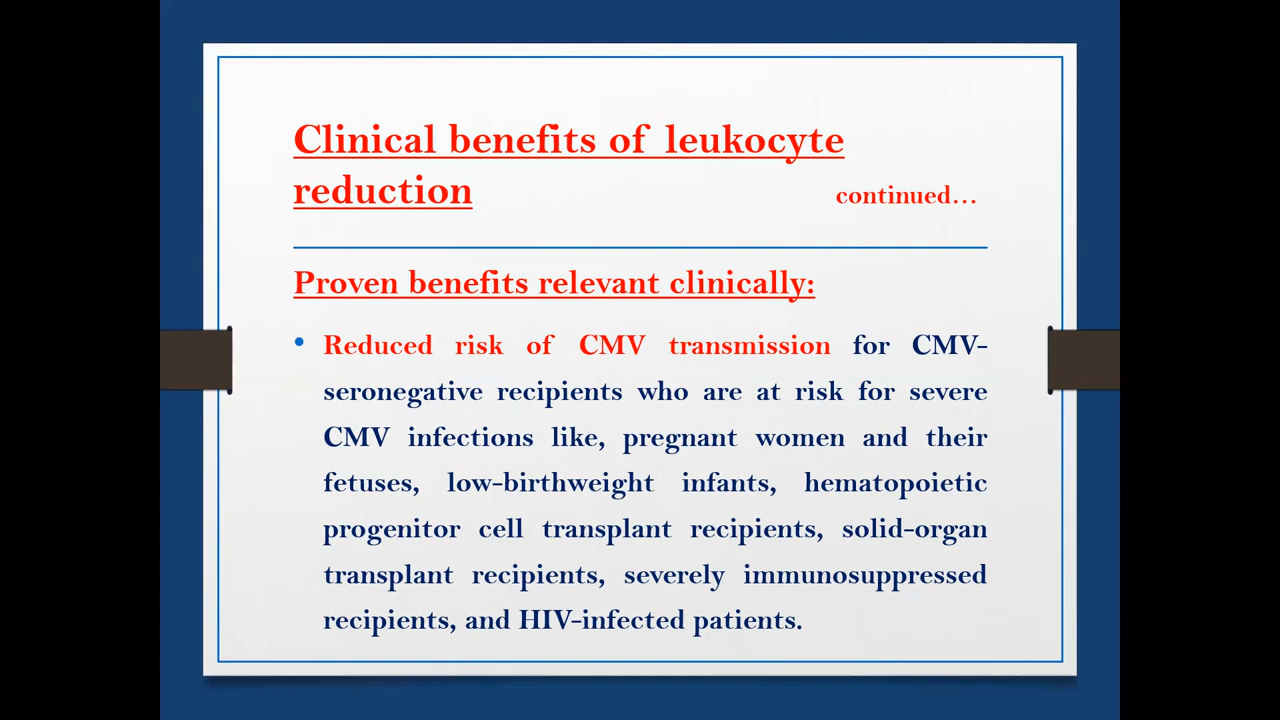 Clinical benefits of leukocyte
reduction continued...
Proven benefits relevant clinically:
• Reduced risk of CMV transmission for CMV-
seronegative recipients who are at risk for severe
CMV infections like, pregnant women and their
fetuses, low-birthweight infants, hematopoietic
progenitor cell transplant recipients, solid-organ
transplant recipients, severely immunosuppressed
recipients, and HIV-infected patients.